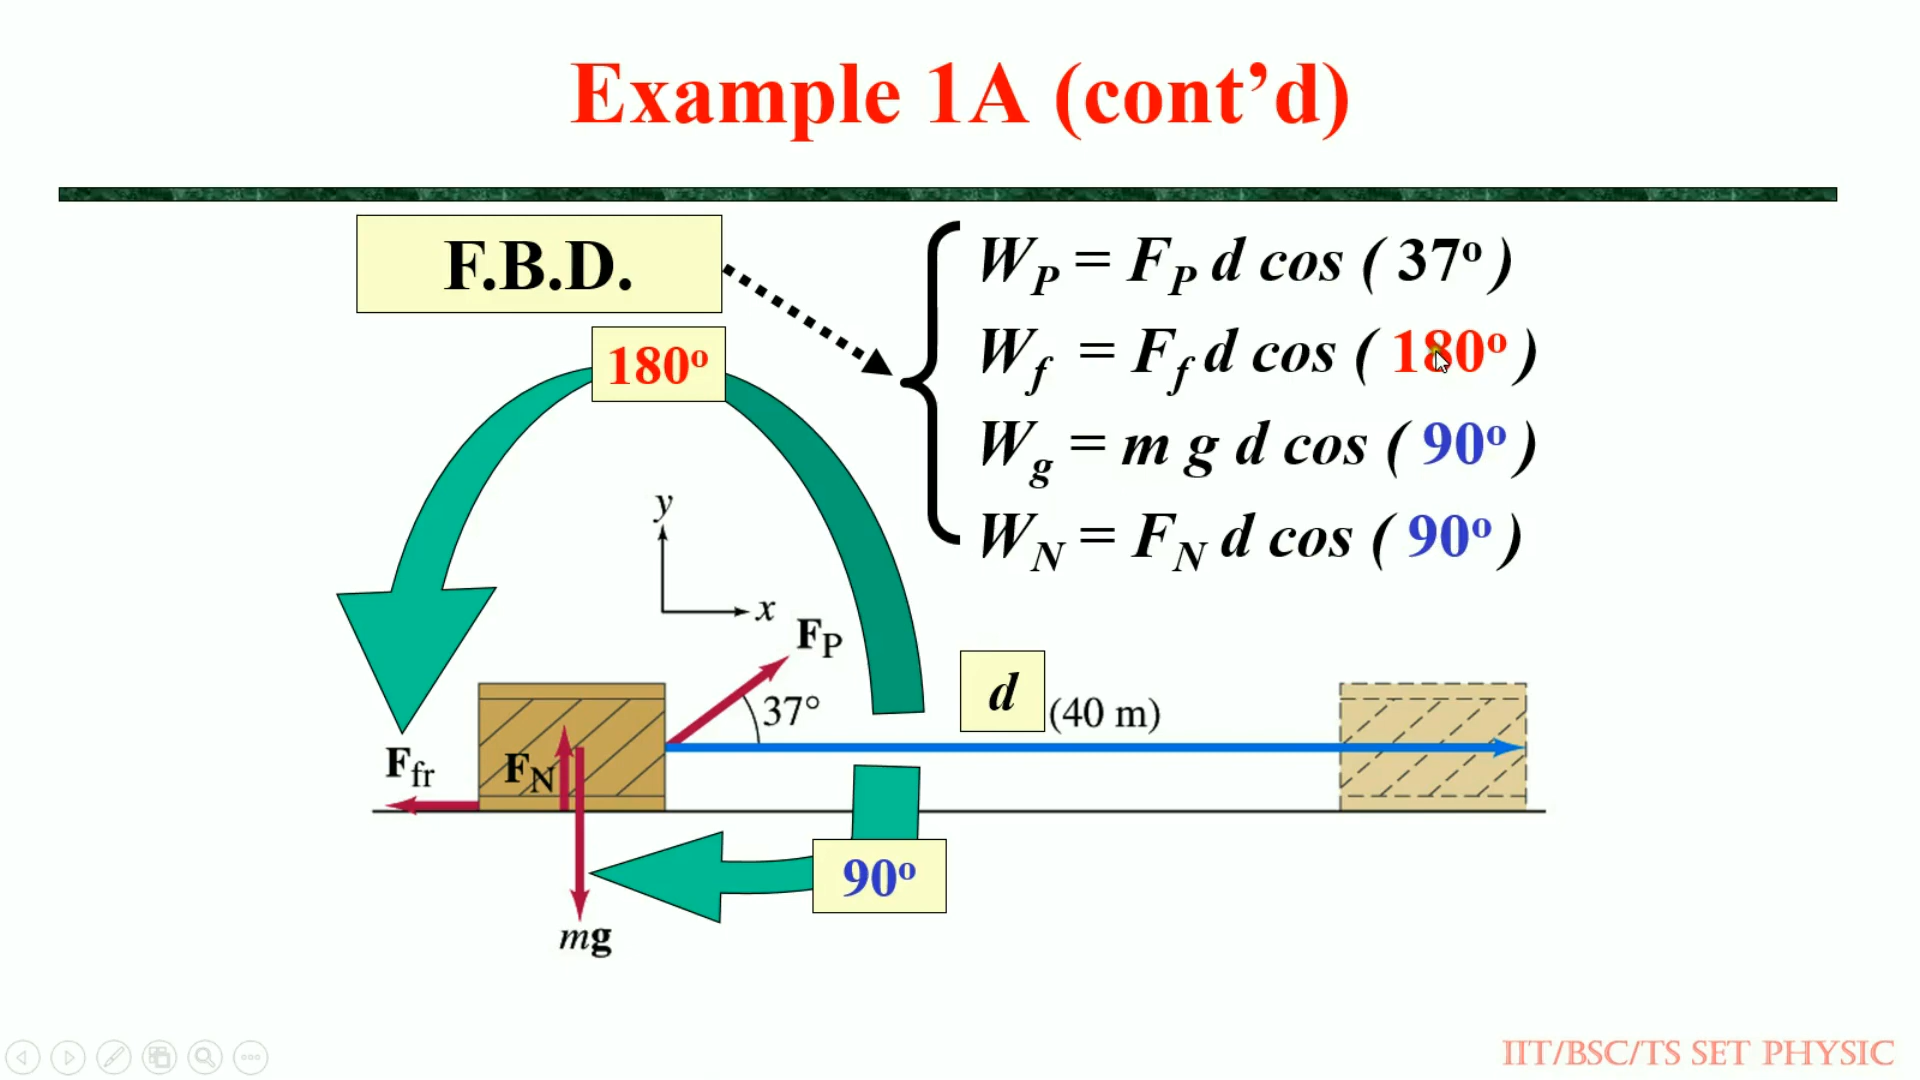 Example 1A (cont’d)
F.B.D.
W_P = F_P d cos ( 37° )
W_f = F_f d cos ( 180° )
W_g = m g d cos ( 90° )
W_N = F_N d cos ( 90° )
180°
y
x
F_P
37°
d (40 m)
F_fr
F_N
90°
mg
IIT/BSC/TS SET PHYSIC